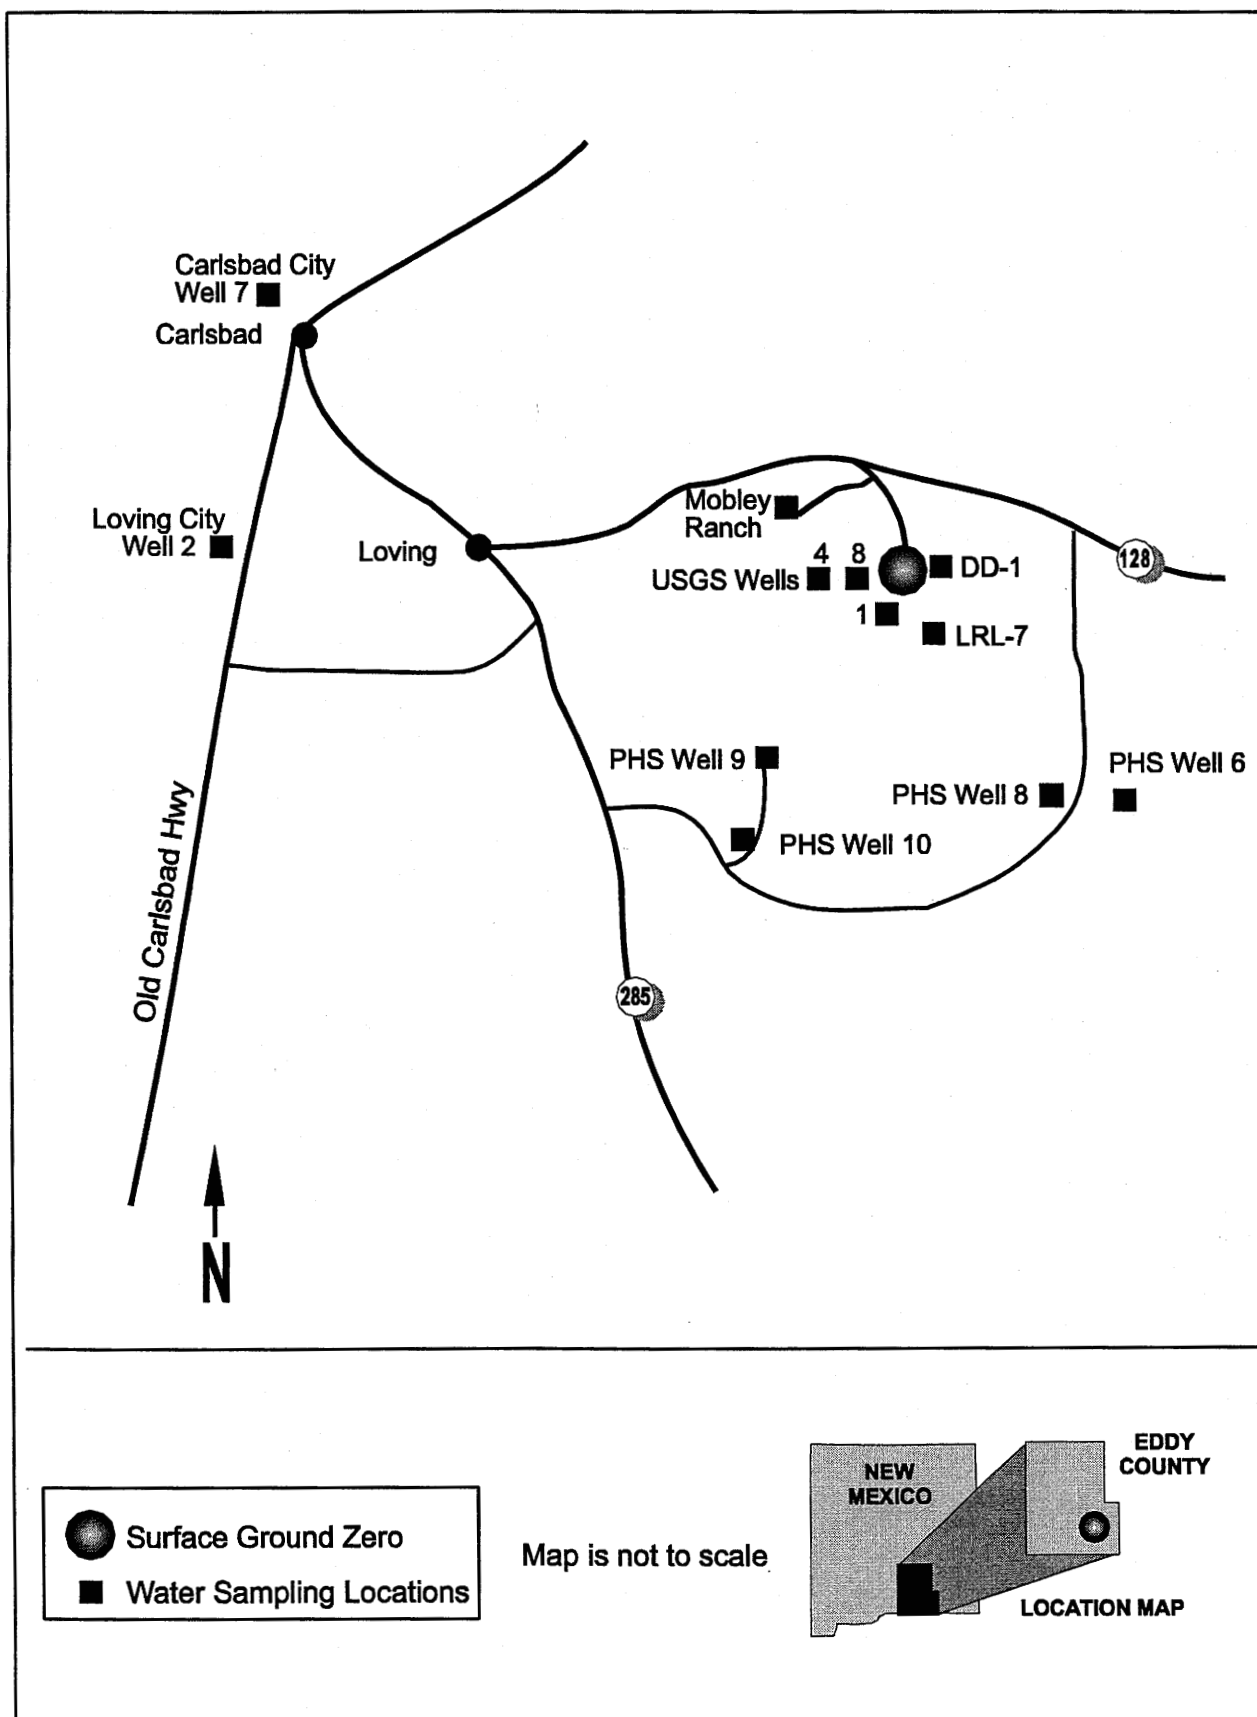 Carlsbad City
Well 7
Carlsbad
Loving City
Well 2
Loving
Mobley
Ranch
4 8
USGS Wells
DD-1
128
1
LRL-7
PHS Well 9
PHS Well 6
PHS Well 8
PHS Well 10
Old Carlsbad Hwy
285
N
Surface Ground Zero
Water Sampling Locations
Map is not to scale
NEW
MEXICO
EDDY
COUNTY
LOCATION MAP